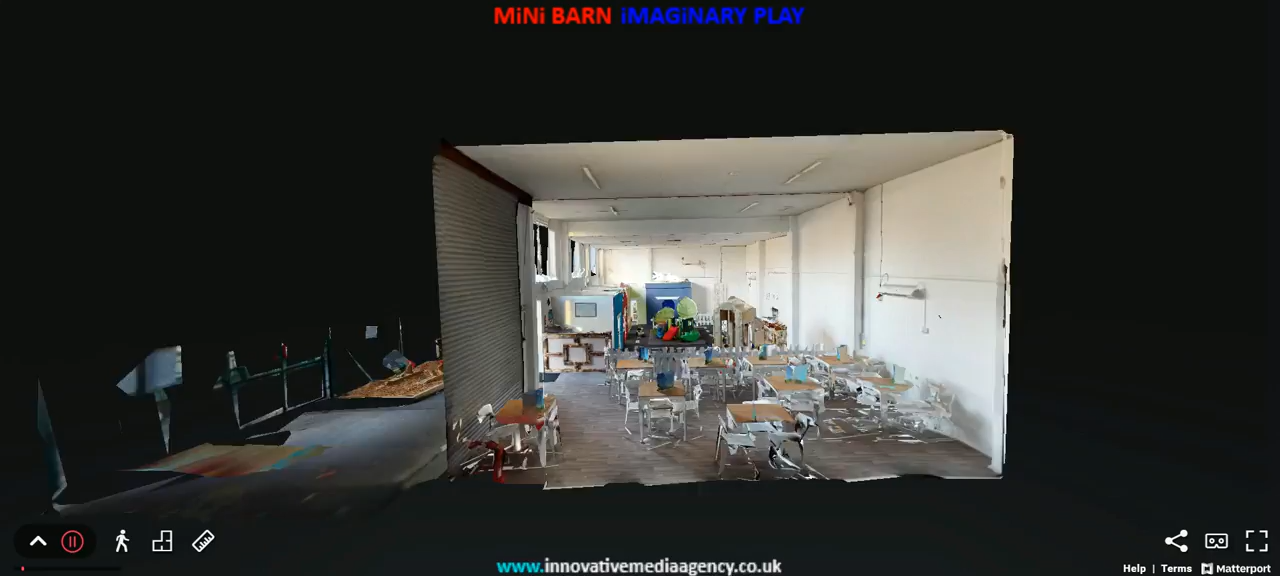 MiNi BARN iMAGiNARY PLAY
www.innovativemediaagency.co.uk
Help | Terms Matterport